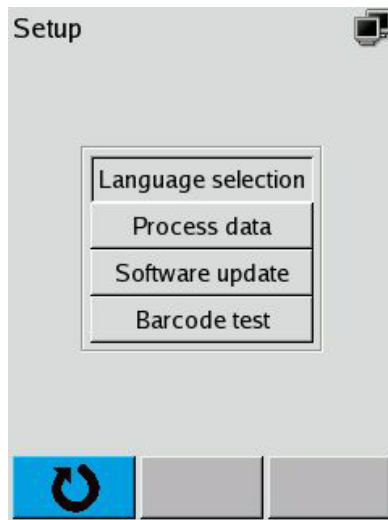 Setup
Language selection
Process data
Software update
Barcode test